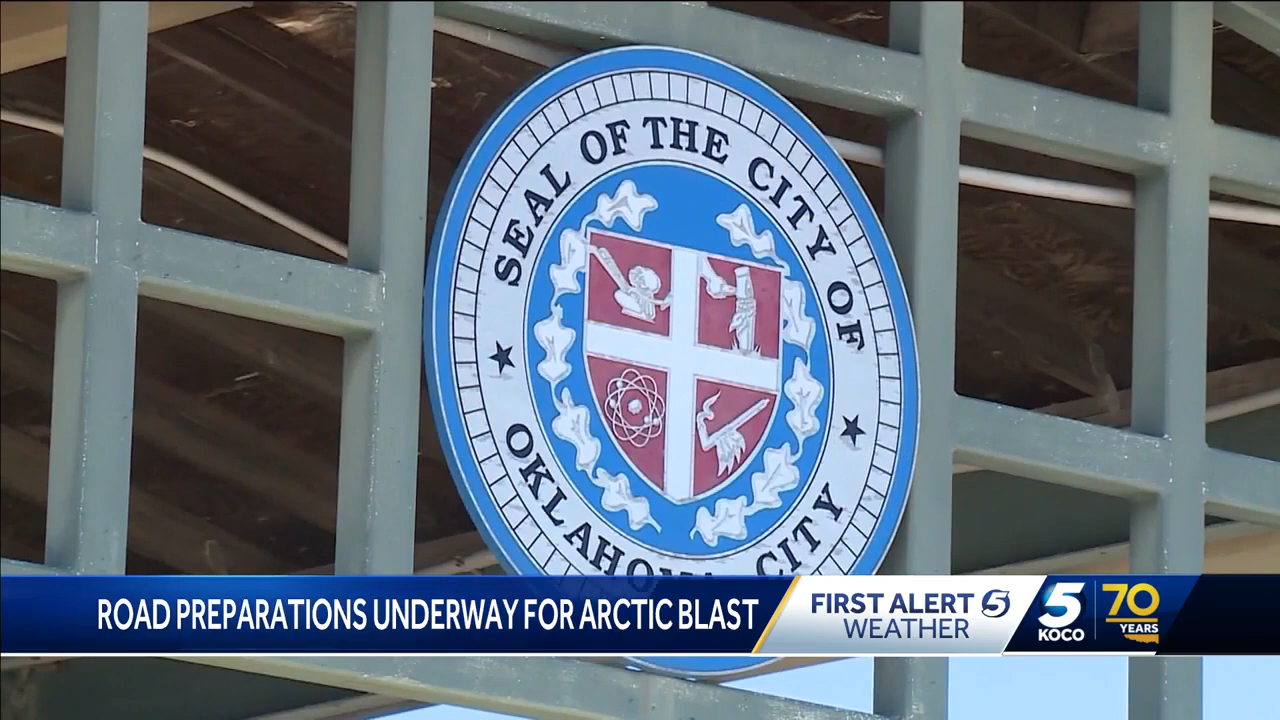 SEAL OF THE CITY OF
OKLAHOMA CITY
ROAD PREPARATIONS UNDERWAY FOR ARCTIC BLAST
FIRST ALERT 5
WEATHER
5
KOCO
70
YEARS